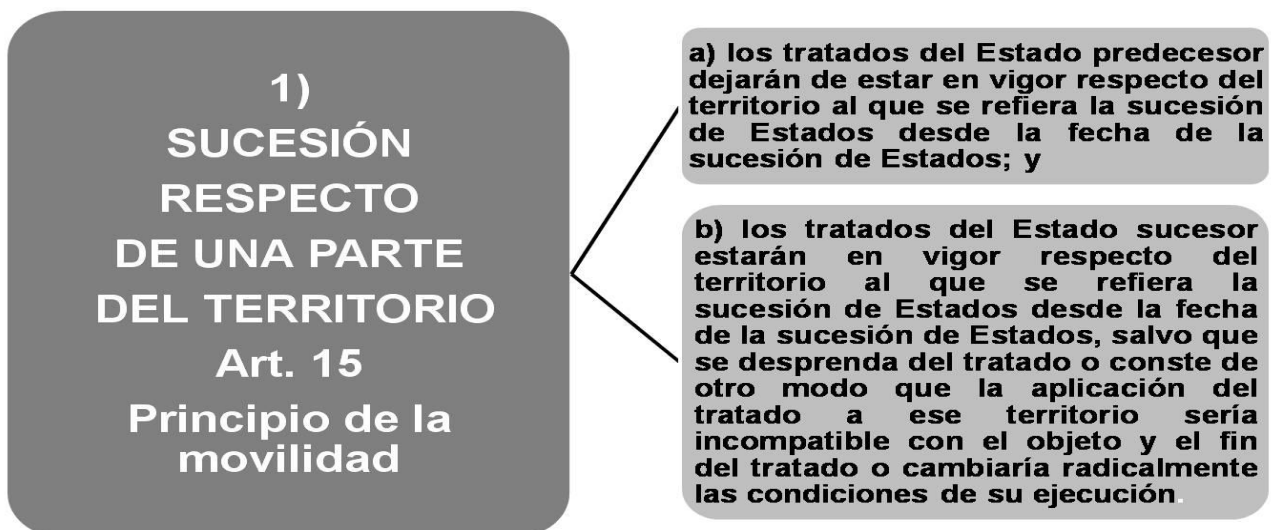 1)
SUCESIÓN
RESPECTO
DE UNA PARTE
DEL TERRITORIO
Art. 15
Principio de la
movilidad
a) los tratados del Estado predecesor
dejarán de estar en vigor respecto del
territorio al que se refiera la sucesión
de Estados desde la fecha de la
sucesión de Estados; y
b) los tratados del Estado sucesor
estarán en vigor respecto del
territorio al que se refiera la
sucesión de Estados desde la fecha
de la sucesión de Estados, salvo que
se desprenda del tratado o conste de
otro modo que la aplicación del
tratado a ese territorio sería
incompatible con el objeto y el fin
del tratado o cambiaría radicalmente
las condiciones de su ejecución.